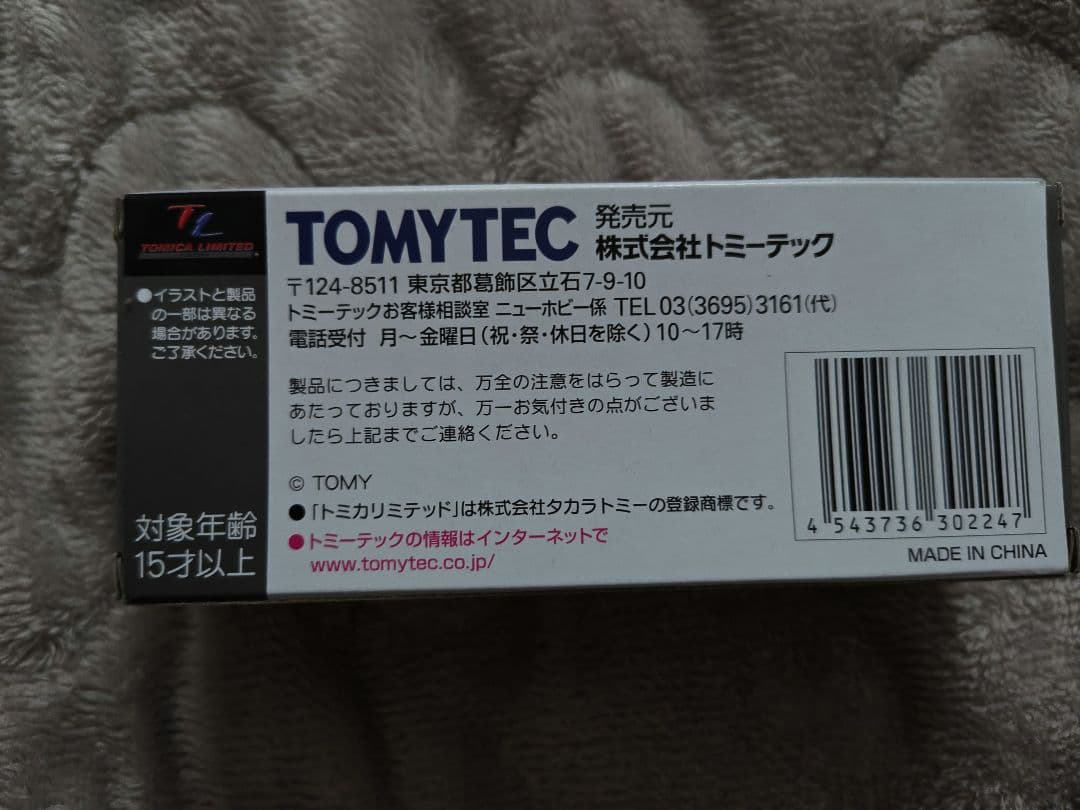 TL
TOMICA LIMITED
●イラストと製品
の一部は異なる
場合があります。
ご了承ください。
対象年齢
15才以上
TOMYTEC 発売元
株式会社トミーテック
〒124-8511 東京都葛飾区立石7-9-10
トミーテックお客様相談室 ニューホビー係 TEL 03(3695)3161(代)
電話受付 月〜金曜日(祝・祭・休日を除く)10〜17時
製品につきましては、万全の注意をはらって製造に
あたっておりますが、万一お気付きの点がございま
したら上記までご連絡ください。
© TOMY
●「トミカリミテッド」は株式会社タカラトミーの登録商標です。
●トミーテックの情報はインターネットで
www.tomytec.co.jp/
4 543736 302247
MADE IN CHINA